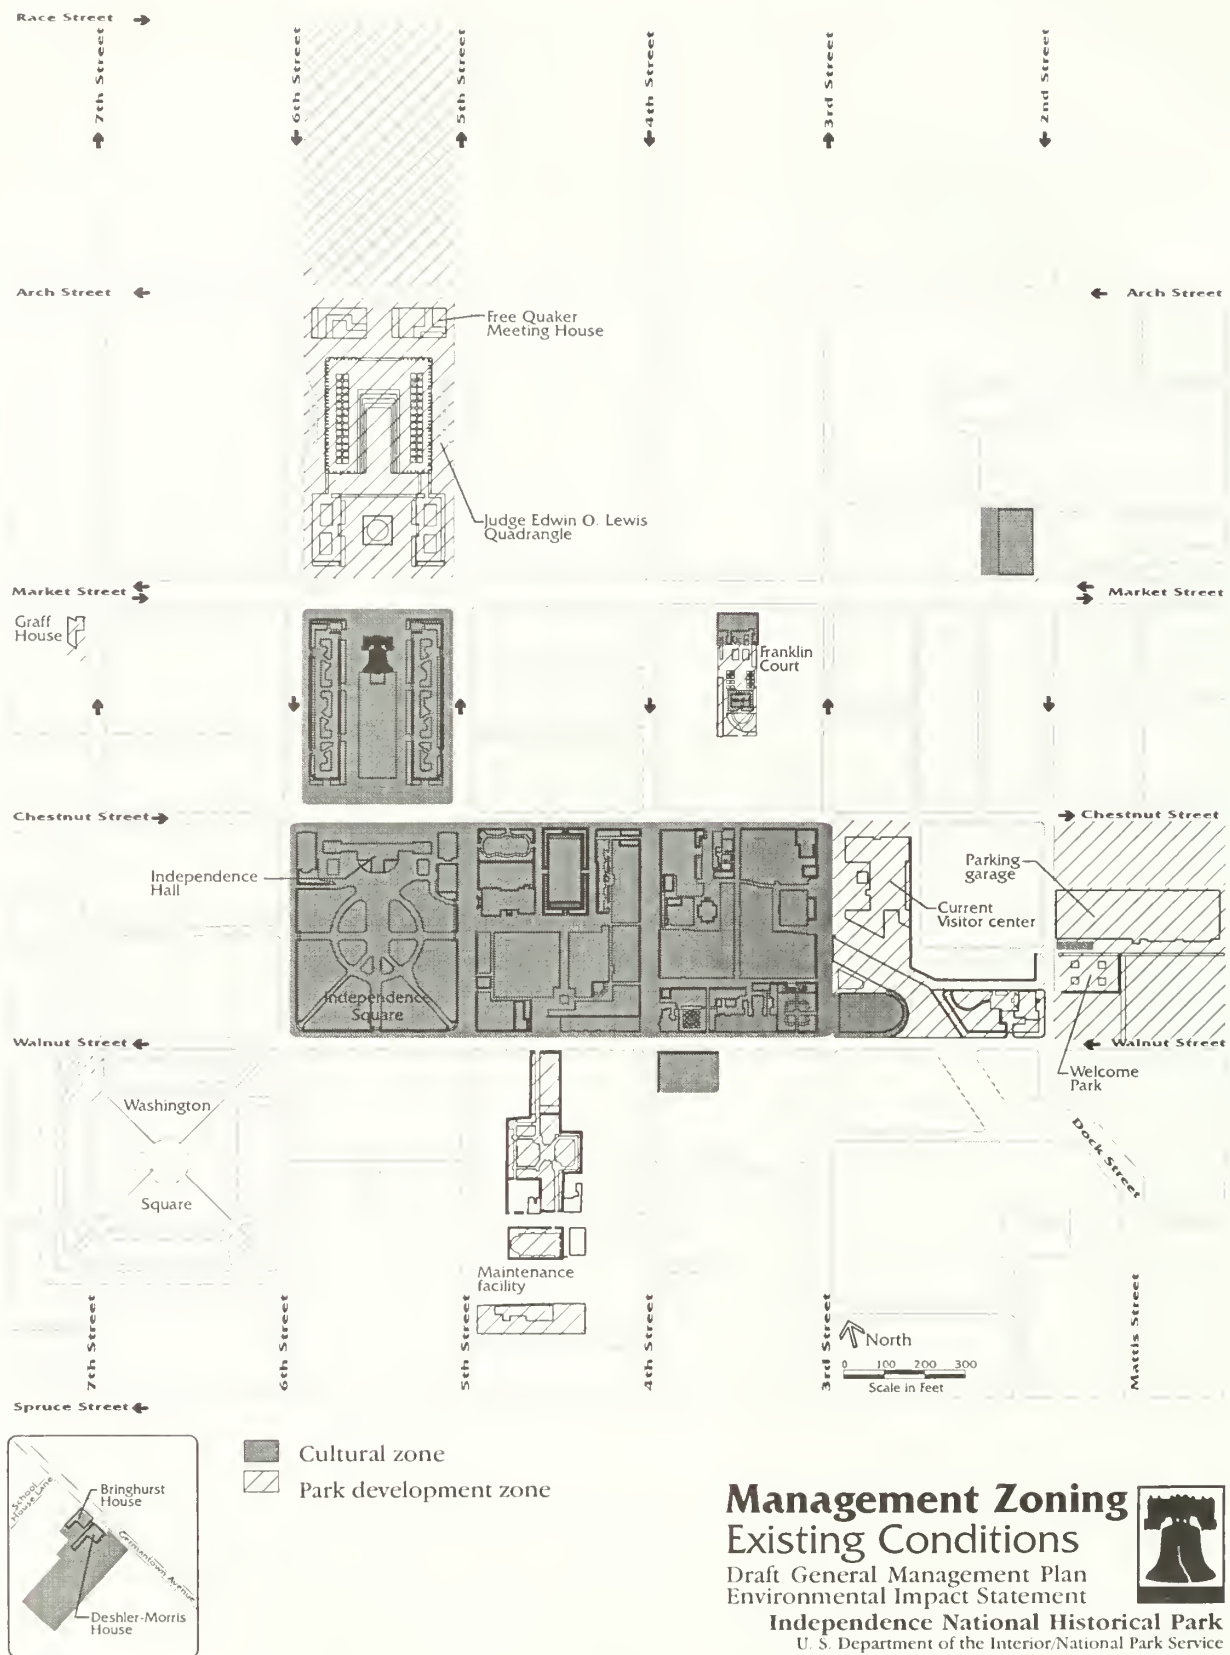 Race Street
7th Street
6th Street
5th Street
4th Street
3rd Street
2nd Street
Arch Street
Arch Street
Free Quaker
Meeting House
Judge Edwin O. Lewis
Quadrangle
Market Street
Market Street
Graff
House
Franklin
Court
Chestnut Street
Chestnut Street
Independence
Hall
Parking
garage
Current
Visitor center
Independence
Square
Walnut Street
Walnut Street
Welcome
Park
Washington
Square
Dock Street
Maintenance
facility
7th Street
6th Street
5th Street
4th Street
3rd Street
Mattis Street
North
0 100 200 300
Scale in Feet
Spruce Street
School
House Lane
Bringhurst
House
Germantown Avenue
Deshler-Morris
House
Cultural zone
Park development zone
Management Zoning
Existing Conditions
Draft General Management Plan
Environmental Impact Statement
Independence National Historical Park
U. S. Department of the Interior/National Park Service